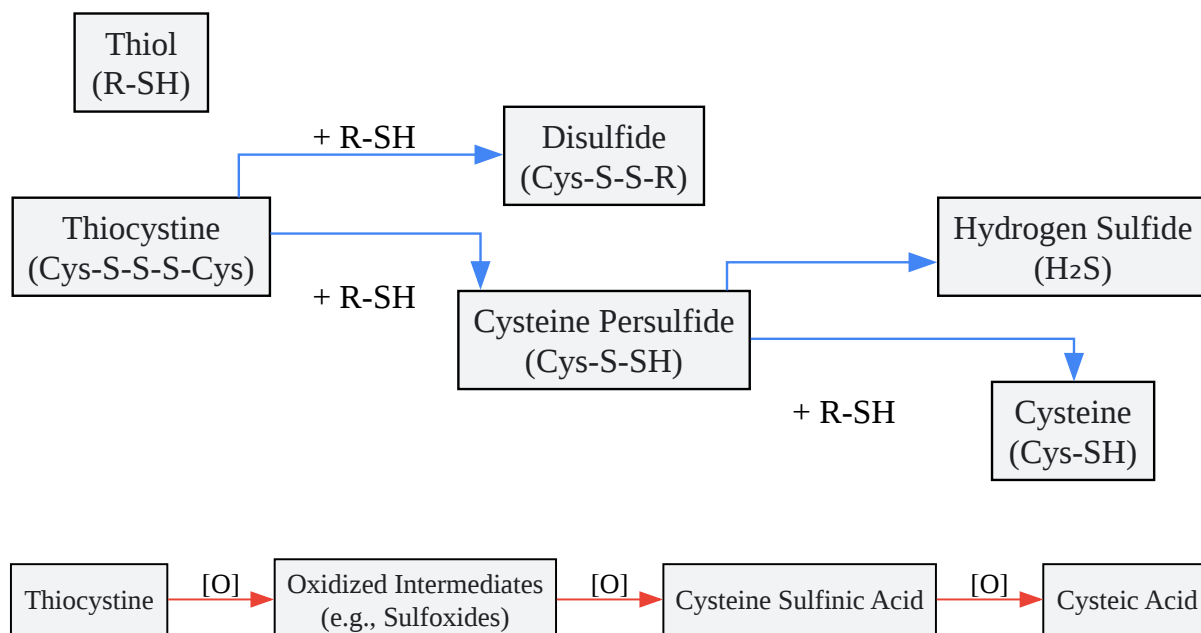 Thiol
(R-SH)
+ R-SH
Disulfide
(Cys-S-S-R)
Thiocystine
(Cys-S-S-S-Cys)
+ R-SH
Hydrogen Sulfide
(H₂S)
Cysteine Persulfide
(Cys-S-SH)
+ R-SH
Cysteine
(Cys-SH)
Thiocystine
[O]
Oxidized Intermediates
(e.g., Sulfoxides)
[O]
Cysteine Sulfinic Acid
[O]
Cysteic Acid